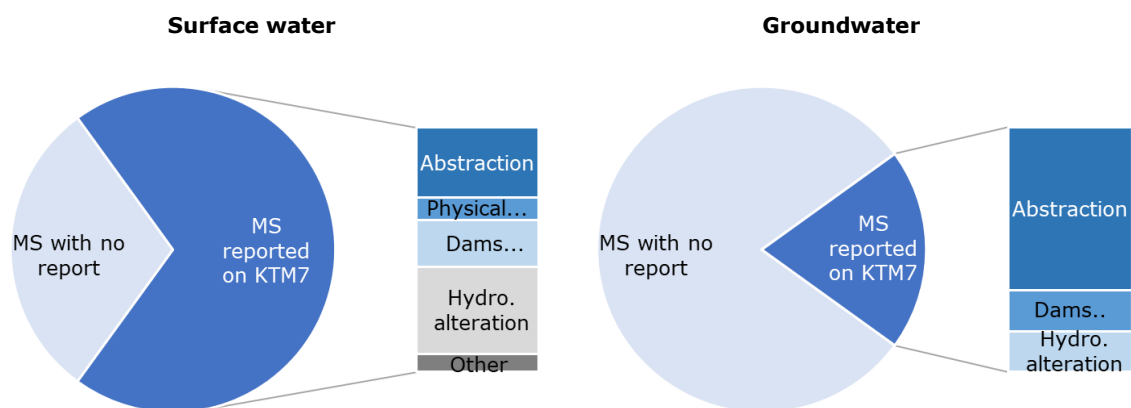 Surface water
MS with no
report
MS
reported
on KTM7
Abstraction
Physical...
Dams...
Hydro.
alteration
Other
Groundwater
MS with no
report
MS
reported
on KTM7
Abstraction
Dams..
Hydro.
alteration